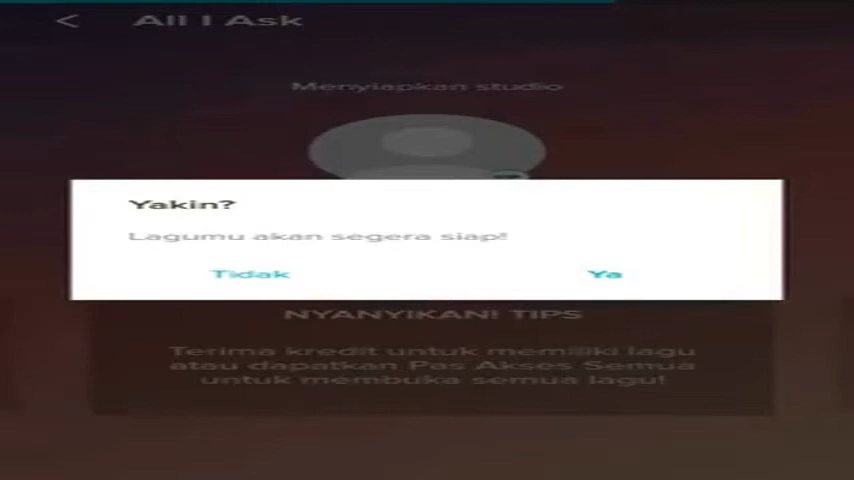 All I Ask
Menyiapkan studio
Yakin?
Lagumu akan segera siap!
Tidak
Ya
NYANYIKAN! TIPS
Terima kredit untuk memiliki lagu
atau dapatkan Pas Akses Semua
untuk membuka semua lagu!